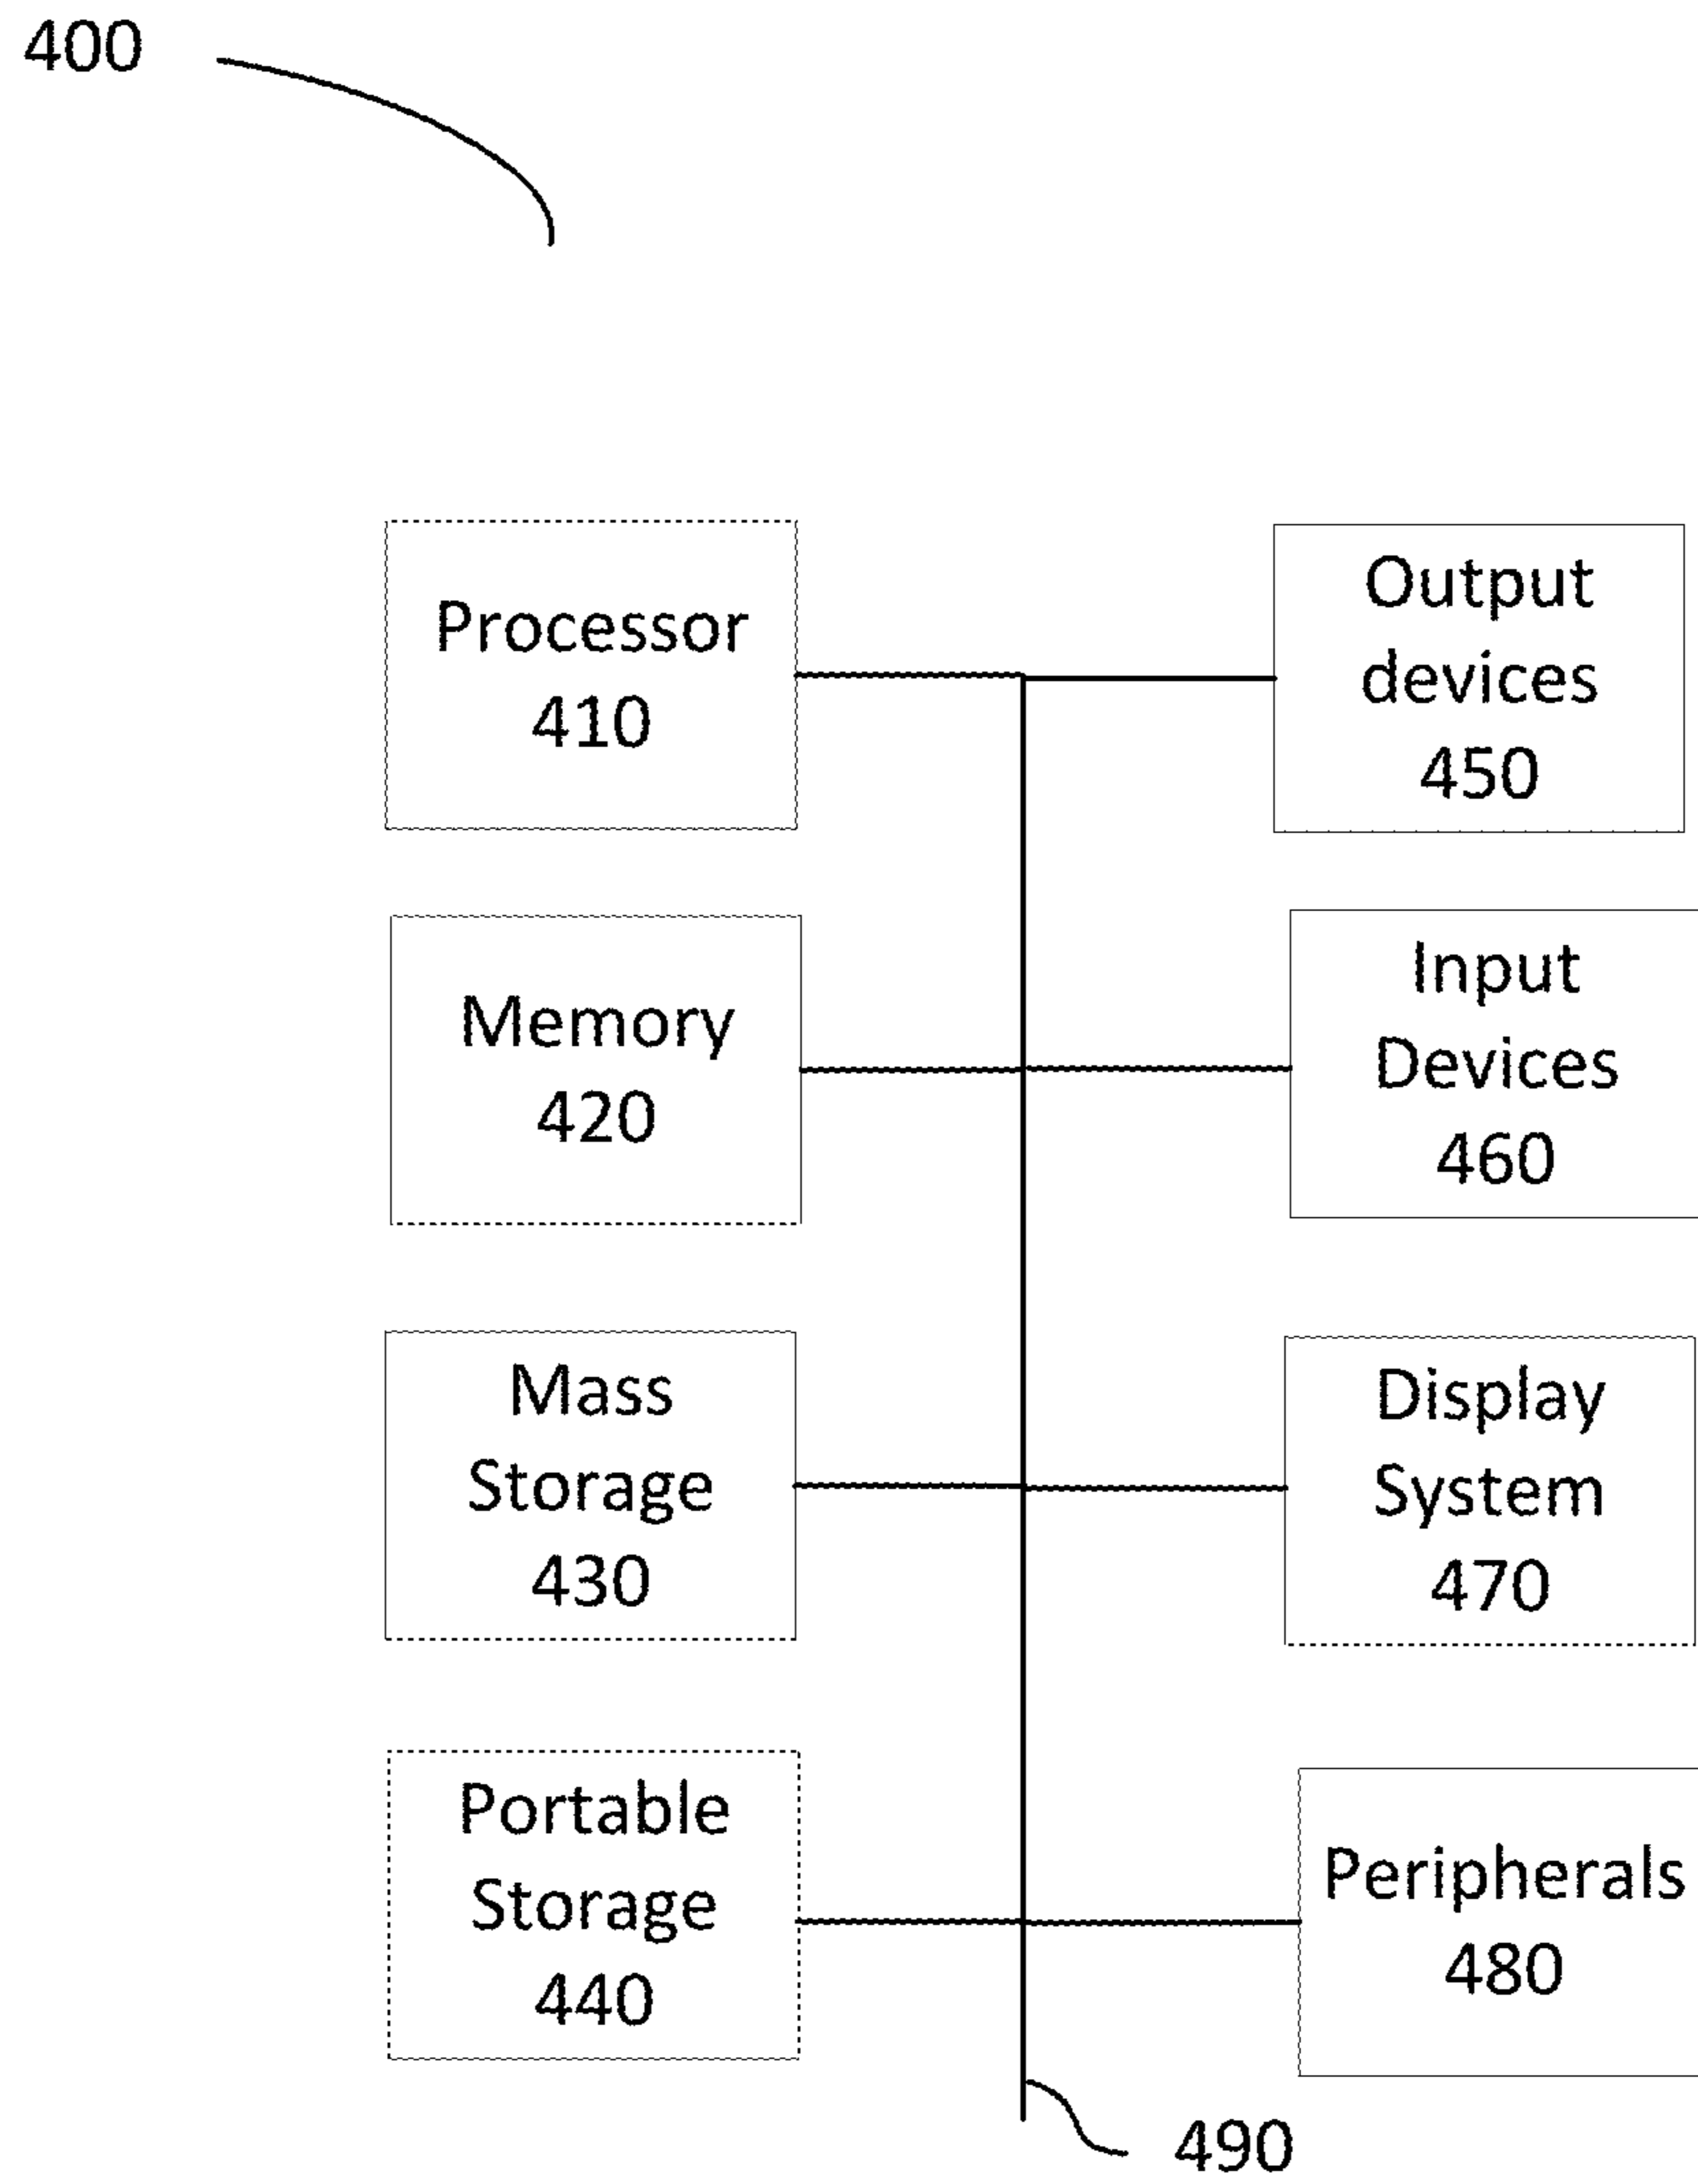 400
Processor
410
Output
devices
450
Memory
420
Input
Devices
460
Mass
Storage
430
Display
System
470
Portable
Storage
440
Peripherals
480
490